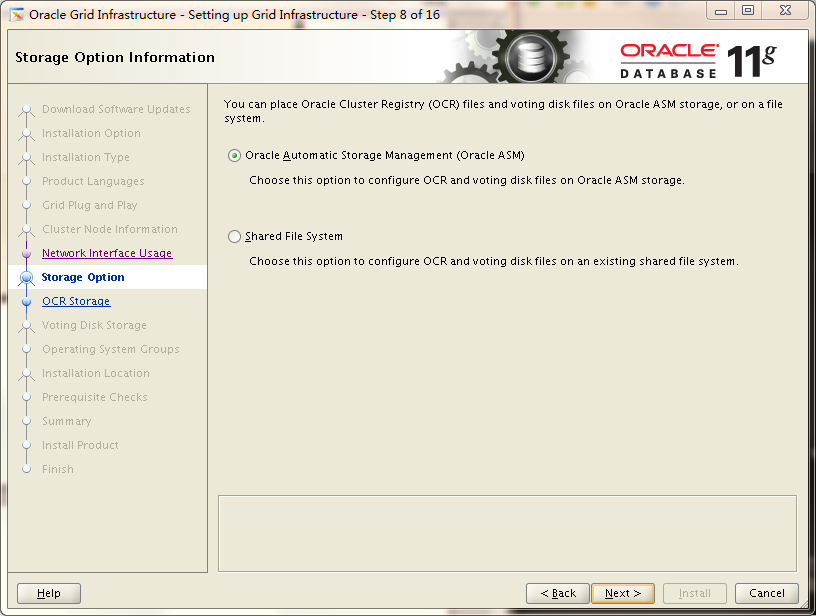 Oracle Grid Infrastructure - Setting up Grid Infrastructure - Step 8 of 16
Storage Option Information
ORACLE
DATABASE
11g
Download Software Updates
Installation Option
Installation Type
Product Languages
Grid Plug and Play
Cluster Node Information
Network Interface Usage
Storage Option
OCR Storage
Voting Disk Storage
Operating System Groups
Installation Location
Prerequisite Checks
Summary
Install Product
Finish
You can place Oracle Cluster Registry (OCR) files and voting disk files on Oracle ASM storage, or on a file
system.
Oracle Automatic Storage Management (Oracle ASM)
Choose this option to configure OCR and voting disk files on Oracle ASM storage.
Shared File System
Choose this option to configure OCR and voting disk files on an existing shared file system.
Help
< Back
Next >
Install
Cancel